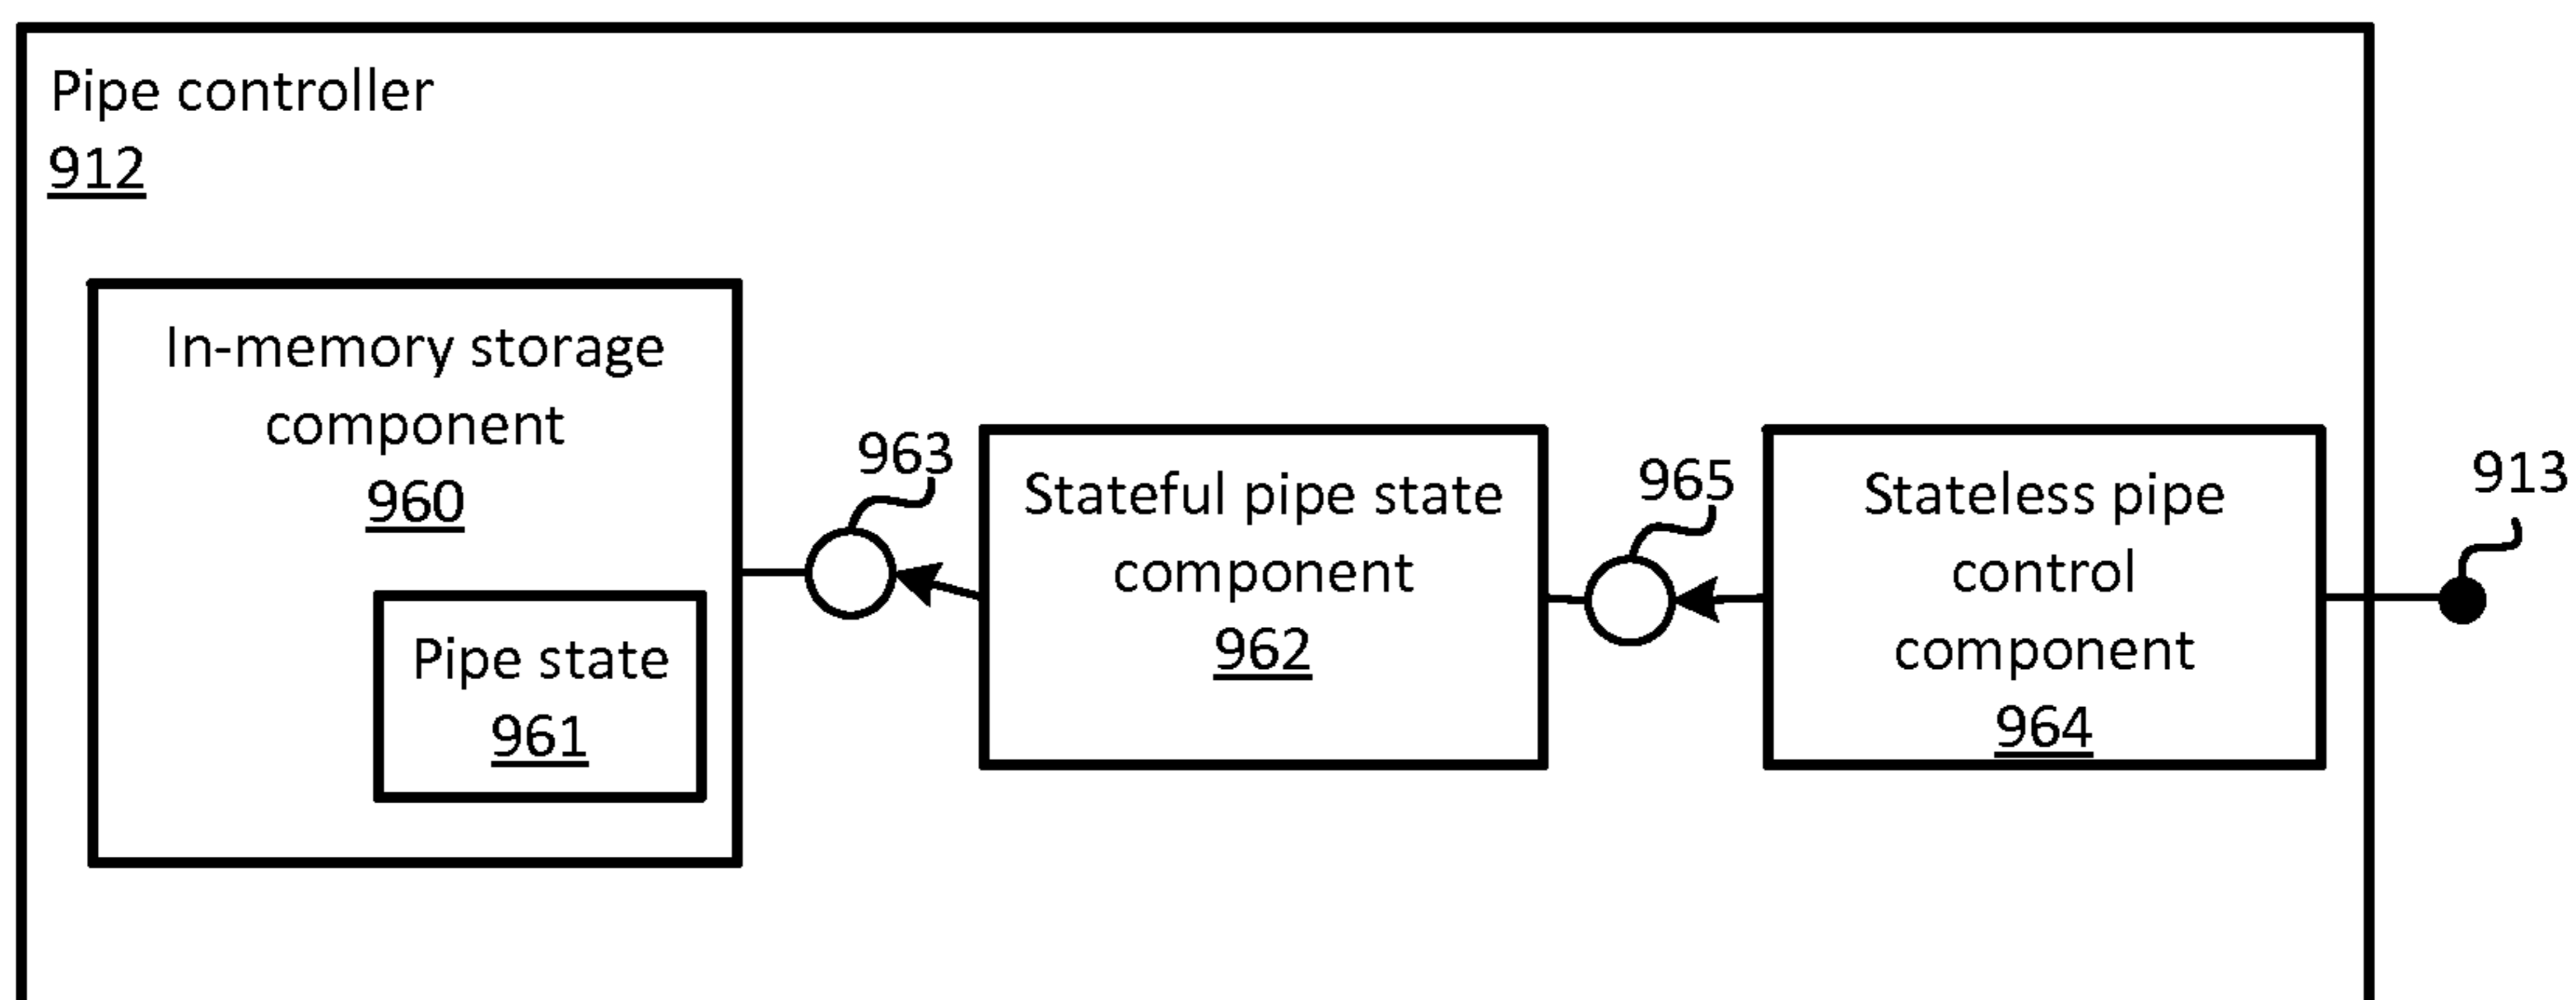 Pipe controller
912
In-memory storage
component
960
Pipe state
961
963
Stateful pipe state
component
962
965
Stateless pipe
control
component
964
913